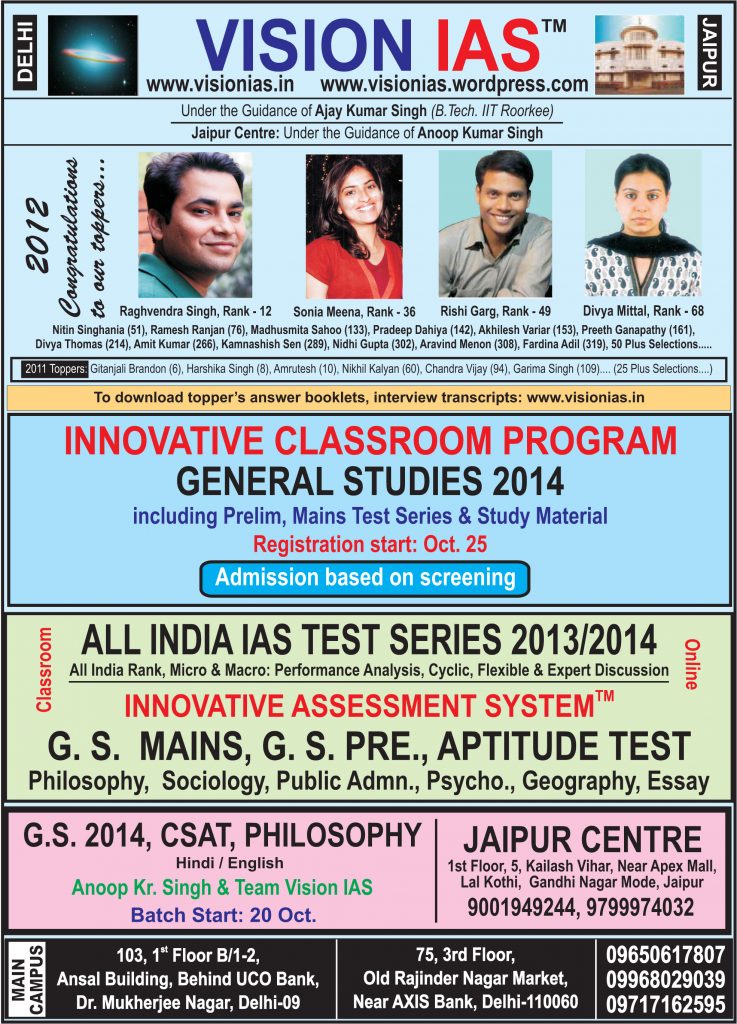 DELHI
VISION IAS™
JAIPUR
www.visionias.in www.visionias.wordpress.com
Under the Guidance of Ajay Kumar Singh (B.Tech. IIT Roorkee)
Jaipur Centre: Under the Guidance of Anoop Kumar Singh
2012
Congratulations
to our toppers...
Raghvendra Singh, Rank - 12
Sonia Meena, Rank - 36
Rishi Garg, Rank - 49
Divya Mittal, Rank - 68
Nitin Singhania (51), Ramesh Ranjan (76), Madhusmita Sahoo (133), Pradeep Dahiya (142), Akhilesh Variar (153), Preeth Ganapathy (161),
Divya Thomas (214), Amit Kumar (266), Kamnashish Sen (289), Nidhi Gupta (302), Aravind Menon (308), Fardina Adil (319), 50 Plus Selections.....
2011 Toppers: Gitanjali Brandon (6), Harshika Singh (8), Amrutesh (10), Nikhil Kalyan (60), Chandra Vijay (94), Garima Singh (109).... (25 Plus Selections....)
To download topper's answer booklets, interview transcripts: www.visionias.in
INNOVATIVE CLASSROOM PROGRAM
GENERAL STUDIES 2014
including Prelim, Mains Test Series & Study Material
Registration start: Oct. 25
Admission based on screening
Classroom
ALL INDIA IAS TEST SERIES 2013/2014
Online
All India Rank, Micro & Macro: Performance Analysis, Cyclic, Flexible & Expert Discussion
INNOVATIVE ASSESSMENT SYSTEM™
G. S. MAINS, G. S. PRE., APTITUDE TEST
Philosophy, Sociology, Public Admn., Psycho., Geography, Essay
G.S. 2014, CSAT, PHILOSOPHY
Hindi / English
Anoop Kr. Singh & Team Vision IAS
Batch Start: 20 Oct.
JAIPUR CENTRE
1st Floor, 5, Kailash Vihar, Near Apex Mall,
Lal Kothi, Gandhi Nagar Mode, Jaipur
9001949244, 9799974032
MAIN
CAMPUS
103, 1st Floor B/1-2,
Ansal Building, Behind UCO Bank,
Dr. Mukherjee Nagar, Delhi-09
75, 3rd Floor,
Old Rajinder Nagar Market,
Near AXIS Bank, Delhi-110060
09650617807
09968029039
09717162595